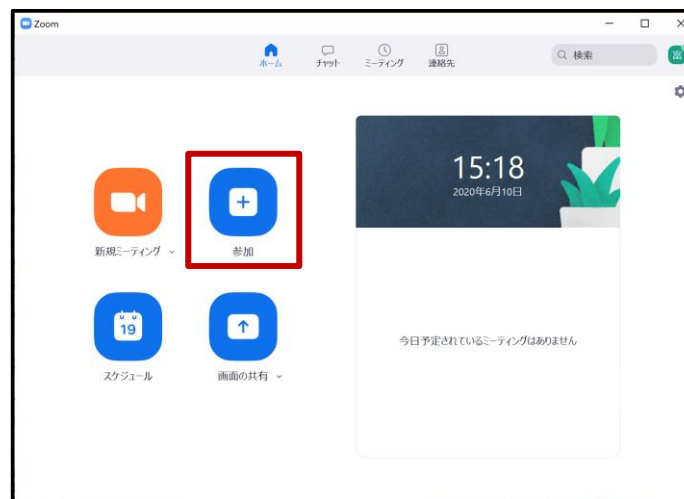 Zoom
ホーム
チャット
ミーティング
連絡先
検索
富
15:18
2020年6月10日
新規ミーティング
参加
19
スケジュール
画面の共有
今日予定されているミーティングはありません